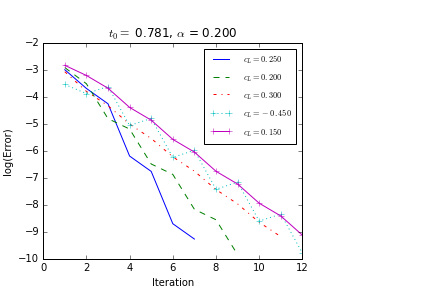 t₀ = 0.781, α = 0.200
−2
−3
−4
−5
−6
−7
−8
−9
−10
log(Error)
c_L = 0.250
c_L = 0.200
c_L = 0.300
c_L = −0.450
c_L = 0.150
0 2 4 6 8 10 12
Iteration